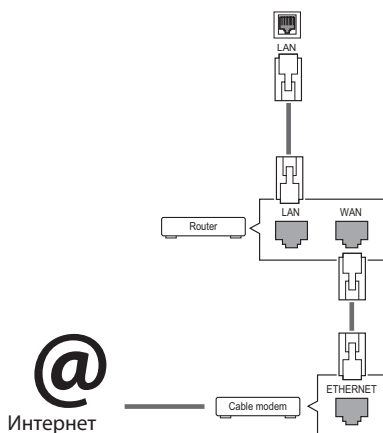 LAN
LAN WAN
Router
ETHERNET
Cable modem
@
Интернет